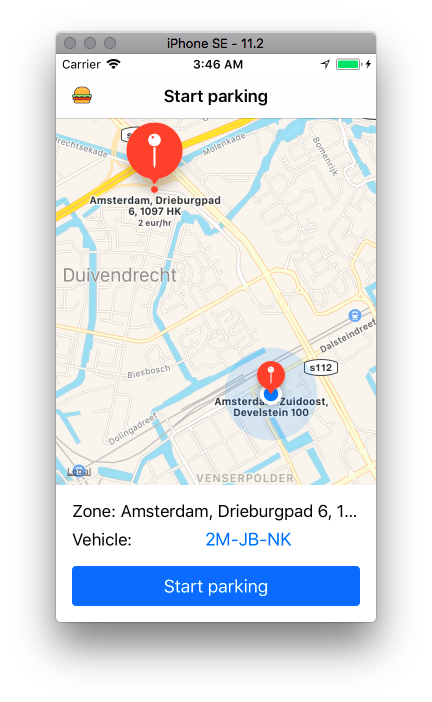 iPhone SE - 11.2
Carrier 3:46 AM
Start parking
Molenkade
Amsterdam, Drieburgpad
6, 1097 HK
2 eur/hr
Duivendrecht
Dalsteindreef
s112
Biesbosch
Amsterdam, Zuidoost,
Develstein 100
Dolingadreef
Legal
VENSERPOLDER
Zone: Amsterdam, Drieburgpad 6, 1...
Vehicle: 2M-JB-NK
Start parking